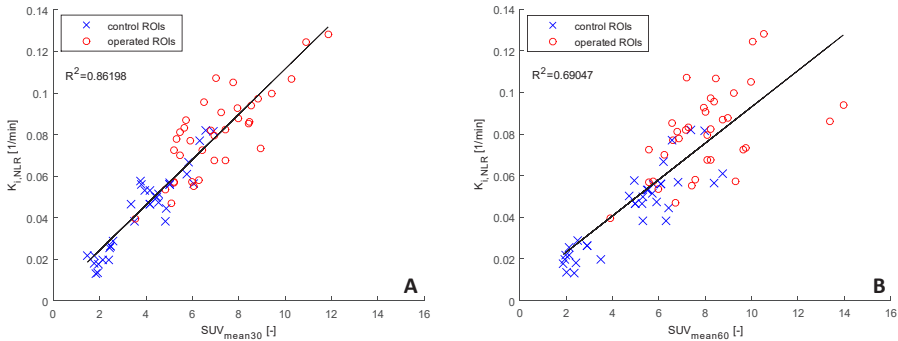 0.14
0.12
0.1
0.08
0.06
0.04
0.02
0
K_i,NLR [1/min]
control ROIs
operated ROIs
R²=0.86198
A
0 2 4 6 8 10 12 14 16
SUV_mean30 [-]
0.14
0.12
0.1
0.08
0.06
0.04
0.02
0
K_i,NLR [1/min]
control ROIs
operated ROIs
R²=0.69047
B
0 2 4 6 8 10 12 14 16
SUV_mean60 [-]